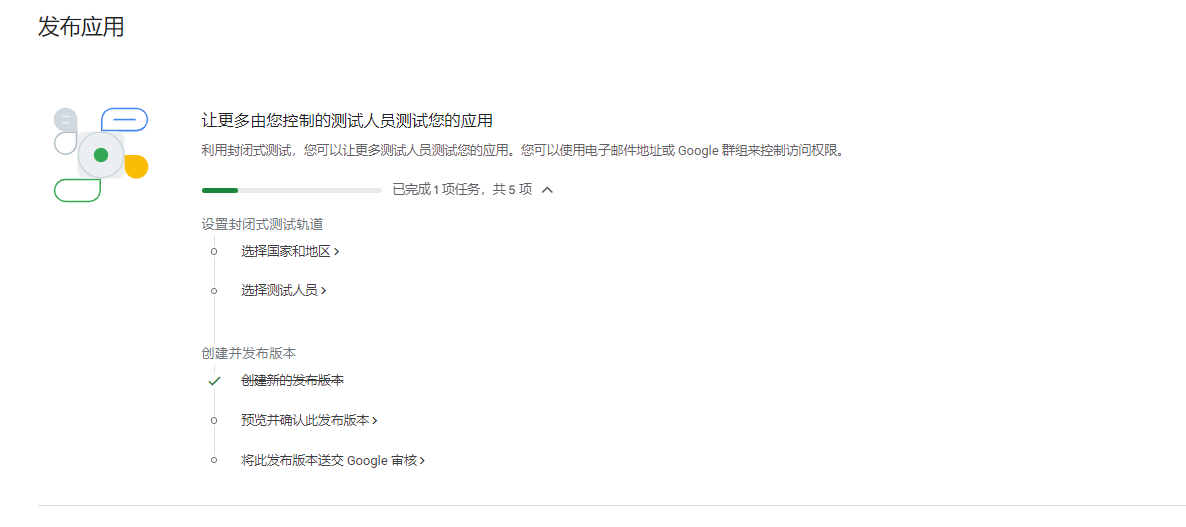 发布应用
让更多由您控制的测试人员测试您的应用
利用封闭式测试，您可以让更多测试人员测试您的应用。您可以使用电子邮件地址或 Google 群组来控制访问权限。
已完成 1 项任务，共 5 项
设置封闭式测试轨道
选择国家和地区
选择测试人员
创建并发布版本
创建新的发布版本
预览并确认此发布版本
将此发布版本送交 Google 审核